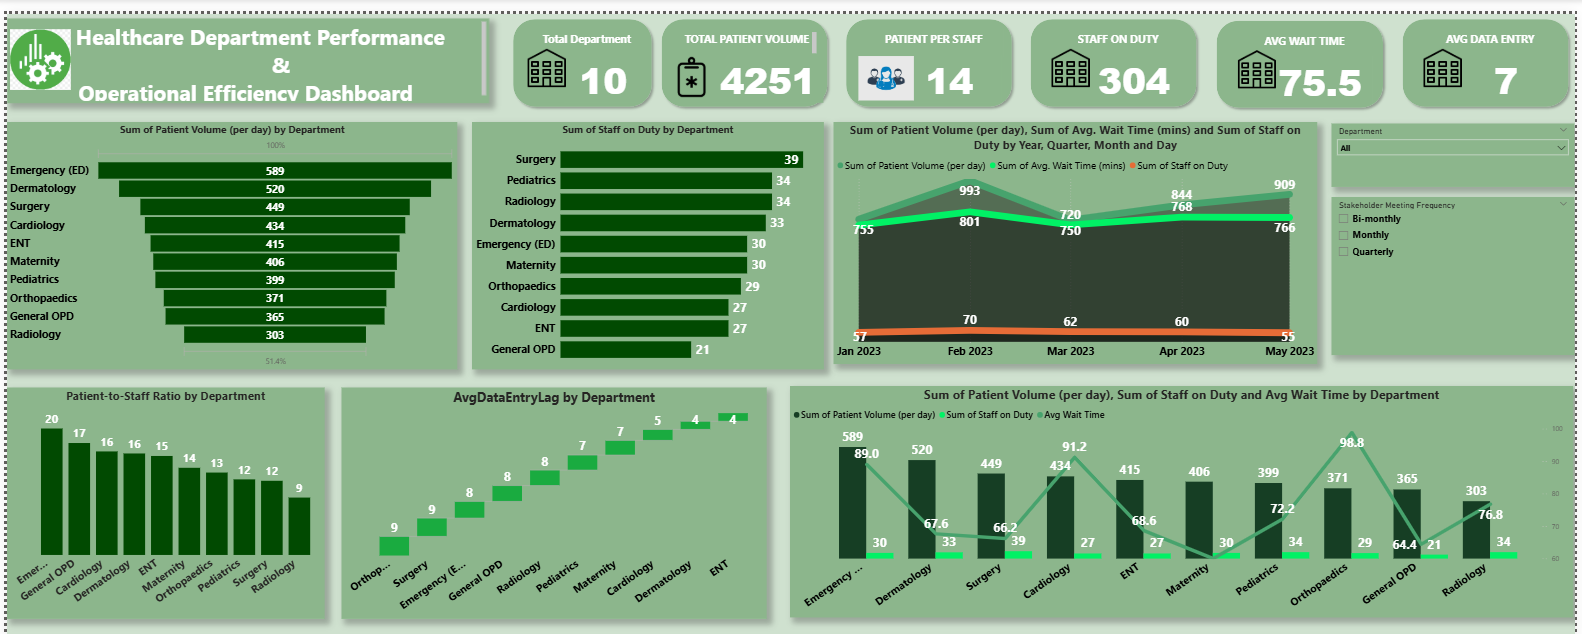 Healthcare Department Performance
&
Operational Efficiency Dashboard
Total Department
10
TOTAL PATIENT VOLUME
4251
PATIENT PER STAFF
14
STAFF ON DUTY
304
AVG WAIT TIME
75.5
AVG DATA ENTRY
7
Sum of Patient Volume (per day) by Department
100%
Emergency (ED) 589
Dermatology 520
Surgery 449
Cardiology 434
ENT 415
Maternity 406
Pediatrics 399
Orthopaedics 371
General OPD 365
Radiology 303
51.4%
Sum of Staff on Duty by Department
Surgery 39
Pediatrics 34
Radiology 34
Dermatology 33
Emergency (ED) 30
Maternity 30
Orthopaedics 29
Cardiology 27
ENT 27
General OPD 21
Sum of Patient Volume (per day), Sum of Avg. Wait Time (mins) and Sum of Staff on
Duty by Year, Quarter, Month and Day
Sum of Patient Volume (per day) Sum of Avg. Wait Time (mins) Sum of Staff on Duty
993 720 844 909
755 801 750 768 766
57 70 62 60 55
Jan 2023 Feb 2023 Mar 2023 Apr 2023 May 2023
Department
All
Stakeholder Meeting Frequency
Bi-monthly
Monthly
Quarterly
Patient-to-Staff Ratio by Department
20 17 16 16 15 14 13 12 12 9
Emer... General OPD Cardiology Dermatology ENT Maternity Orthopaedics Pediatrics Surgery Radiology
AvgDataEntryLag by Department
9 9 8 8 8 7 7 5 4 4
Orthop... Surgery Emergency (E... General OPD Radiology Pediatrics Maternity Cardiology Dermatology ENT
Sum of Patient Volume (per day), Sum of Staff on Duty and Avg Wait Time by Department
Sum of Patient Volume (per day) Sum of Staff on Duty Avg Wait Time
589 520 449 434 415 406 399 371 365 303
89.0 67.6 66.2 91.2 68.6 72.2 98.8 64.4 76.8
30 33 39 27 27 30 34 29 21 34
100
90
80
70
60
Emergency ... Dermatology Surgery Cardiology ENT Maternity Pediatrics Orthopaedics General OPD Radiology